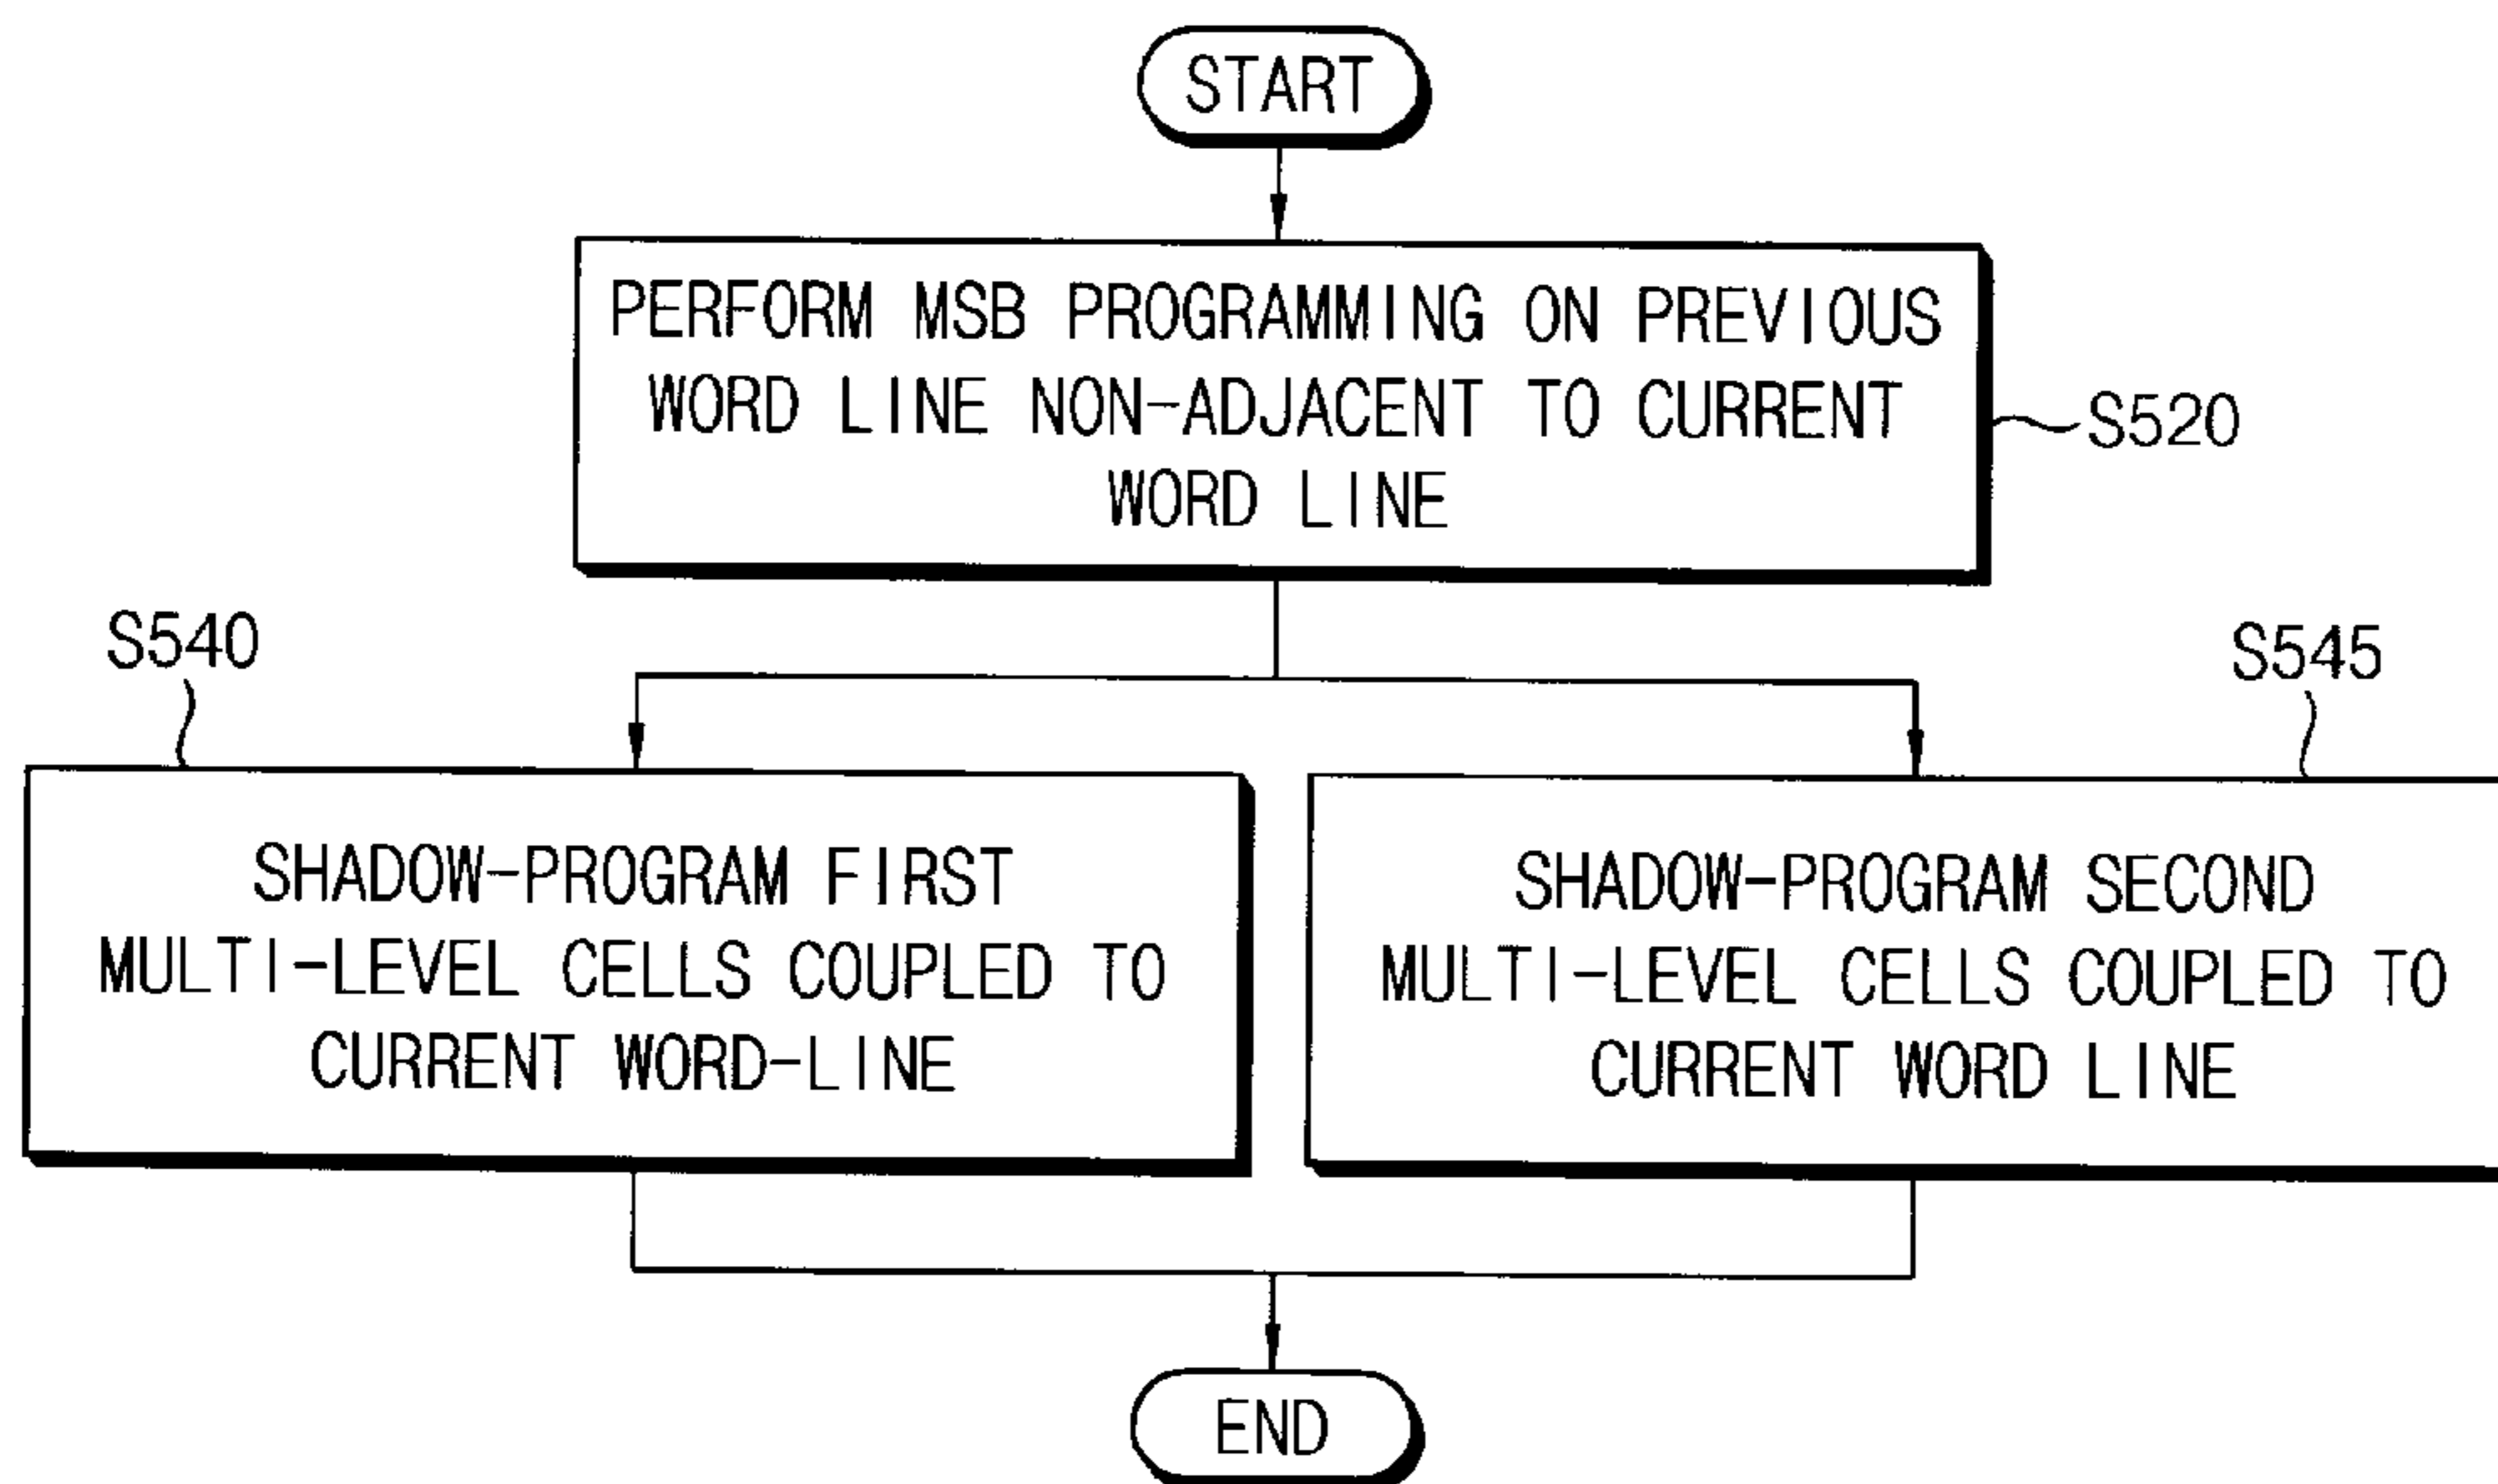 START
PERFORM MSB PROGRAMMING ON PREVIOUS
WORD LINE NON-ADJACENT TO CURRENT
WORD LINE
S520
S540
S545
SHADOW-PROGRAM FIRST
MULTI-LEVEL CELLS COUPLED TO
CURRENT WORD-LINE
SHADOW-PROGRAM SECOND
MULTI-LEVEL CELLS COUPLED TO
CURRENT WORD LINE
END